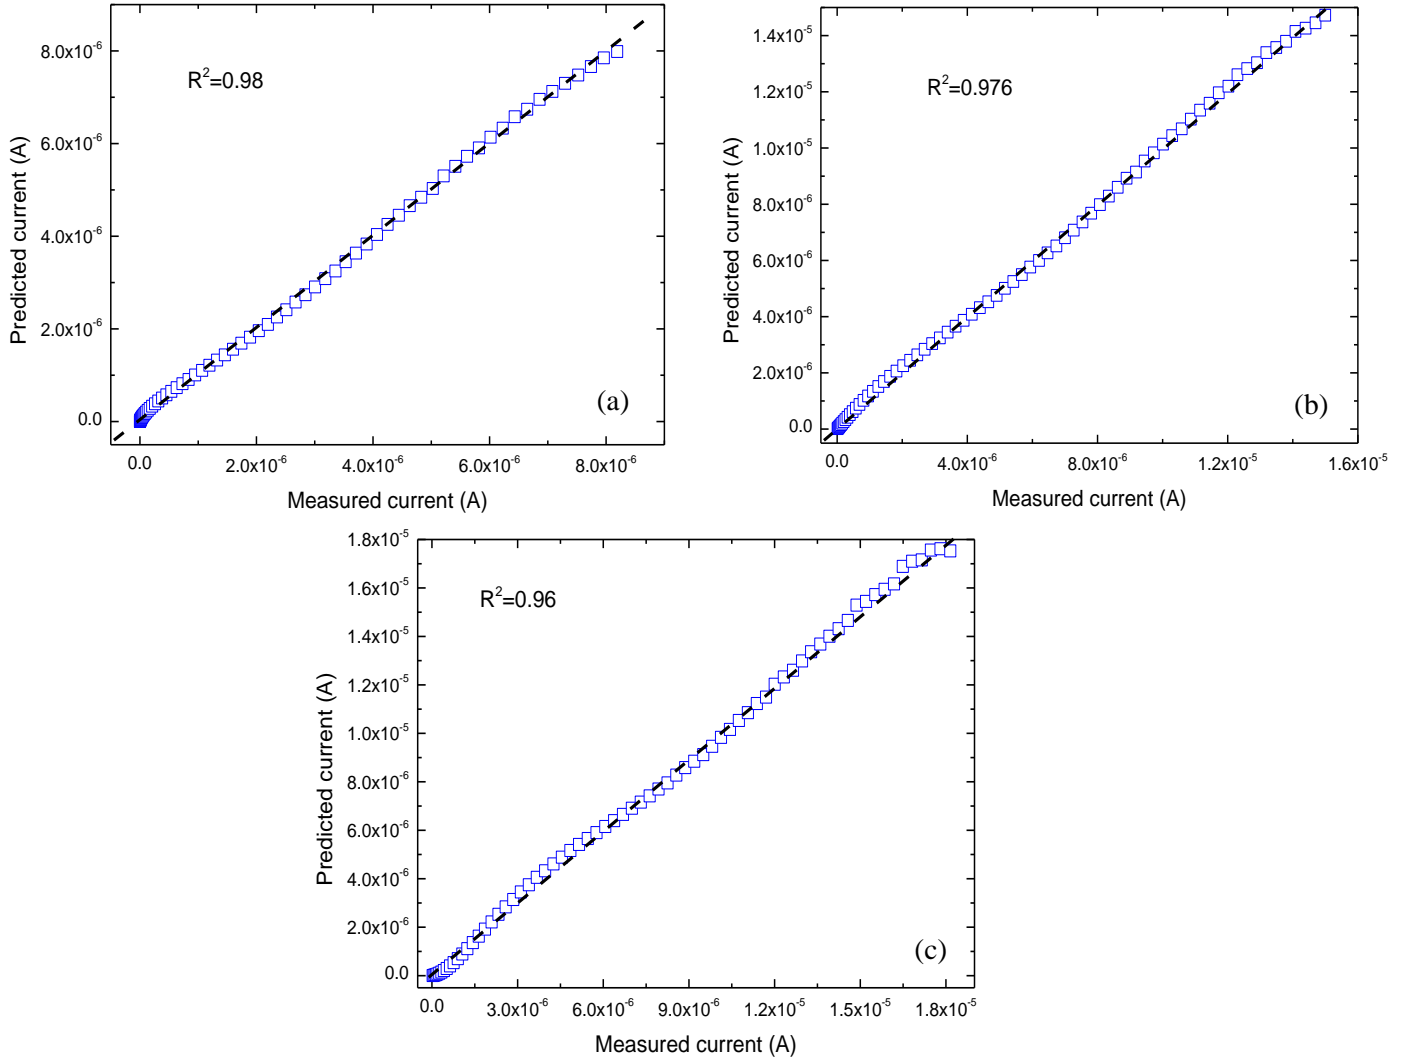 R²=0.98
8.0x10⁻⁶
6.0x10⁻⁶
4.0x10⁻⁶
2.0x10⁻⁶
0.0
Predicted current (A)
0.0 2.0x10⁻⁶ 4.0x10⁻⁶ 6.0x10⁻⁶ 8.0x10⁻⁶
Measured current (A)
(a)
R²=0.976
1.4x10⁻⁵
1.2x10⁻⁵
1.0x10⁻⁵
8.0x10⁻⁶
6.0x10⁻⁶
4.0x10⁻⁶
2.0x10⁻⁶
0.0
Predicted current (A)
0.0 4.0x10⁻⁶ 8.0x10⁻⁶ 1.2x10⁻⁵ 1.6x10⁻⁵
Measured current (A)
(b)
R²=0.96
1.8x10⁻⁵
1.6x10⁻⁵
1.4x10⁻⁵
1.2x10⁻⁵
1.0x10⁻⁵
8.0x10⁻⁶
6.0x10⁻⁶
4.0x10⁻⁶
2.0x10⁻⁶
0.0
Predicted current (A)
0.0 3.0x10⁻⁶ 6.0x10⁻⁶ 9.0x10⁻⁶ 1.2x10⁻⁵ 1.5x10⁻⁵ 1.8x10⁻⁵
Measured current (A)
(c)